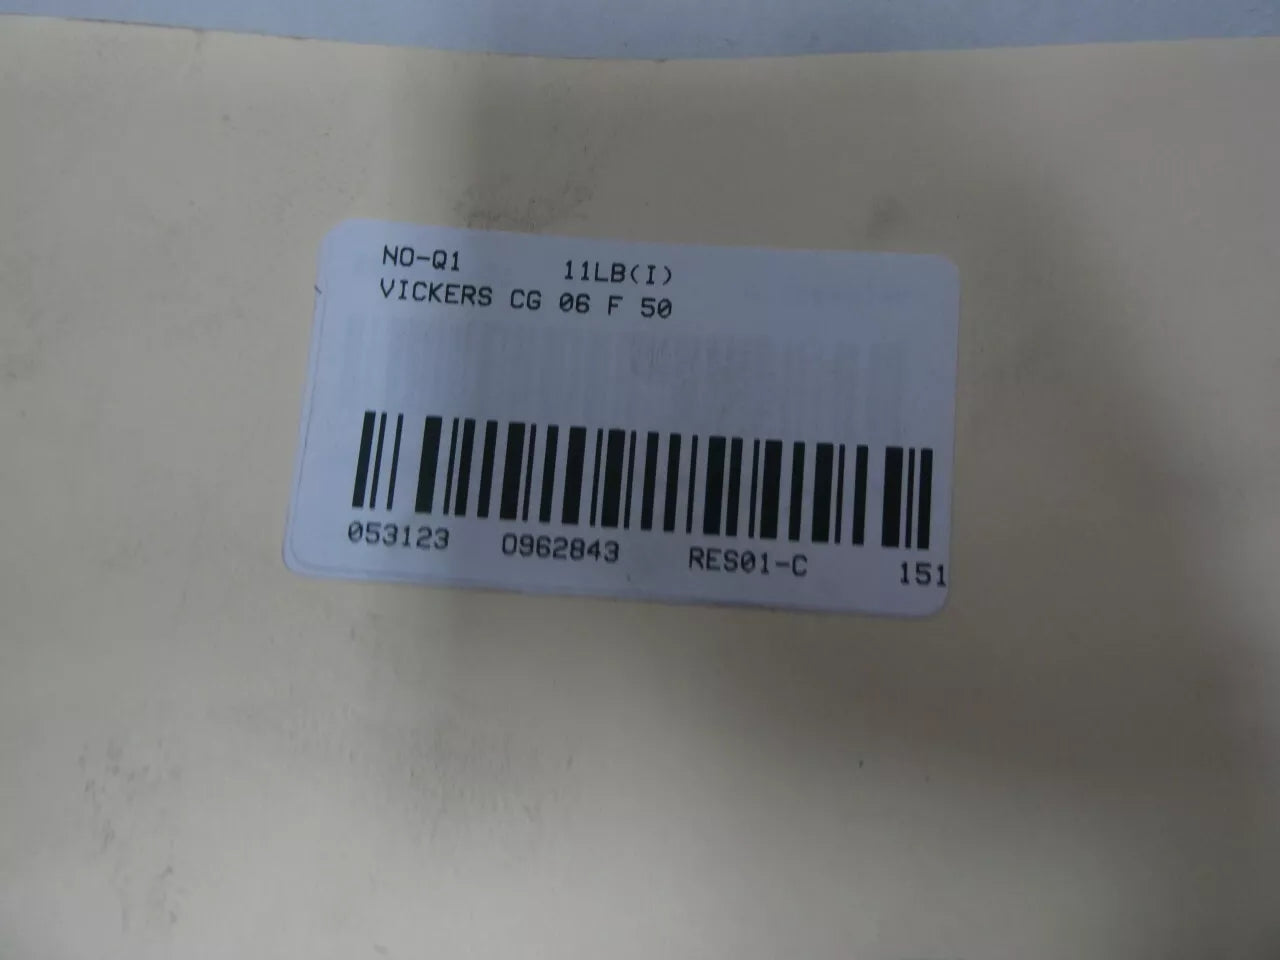 NO-Q1 11LB(I)
VICKERS CG 06 F 50
053123 0962843 RES01-C 151